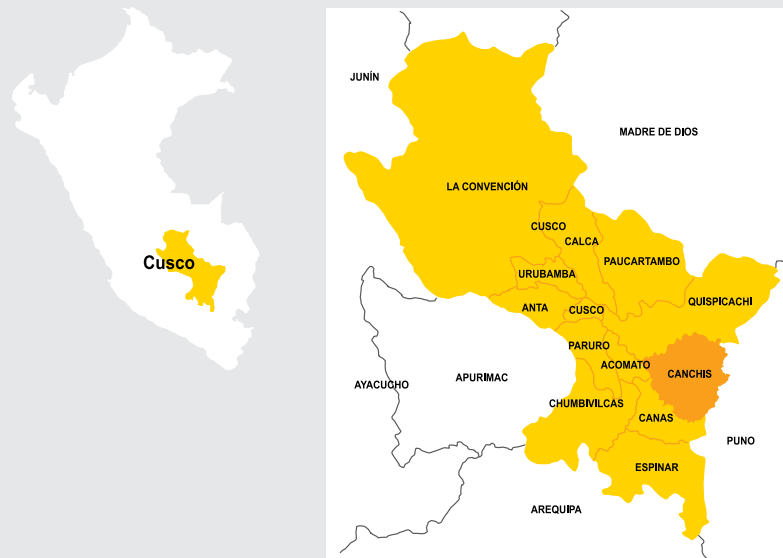 Cusco
JUNÍN
MADRE DE DIOS
LA CONVENCIÓN
CUSCO
CALCA
PAUCARTAMBO
URUBAMBA
QUISPICACHI
ANTA
CUSCO
PARURO
ACOMATO
CANCHIS
AYACUCHO
APURIMAC
CHUMBIVILCAS
CANAS
PUNO
ESPINAR
AREQUIPA